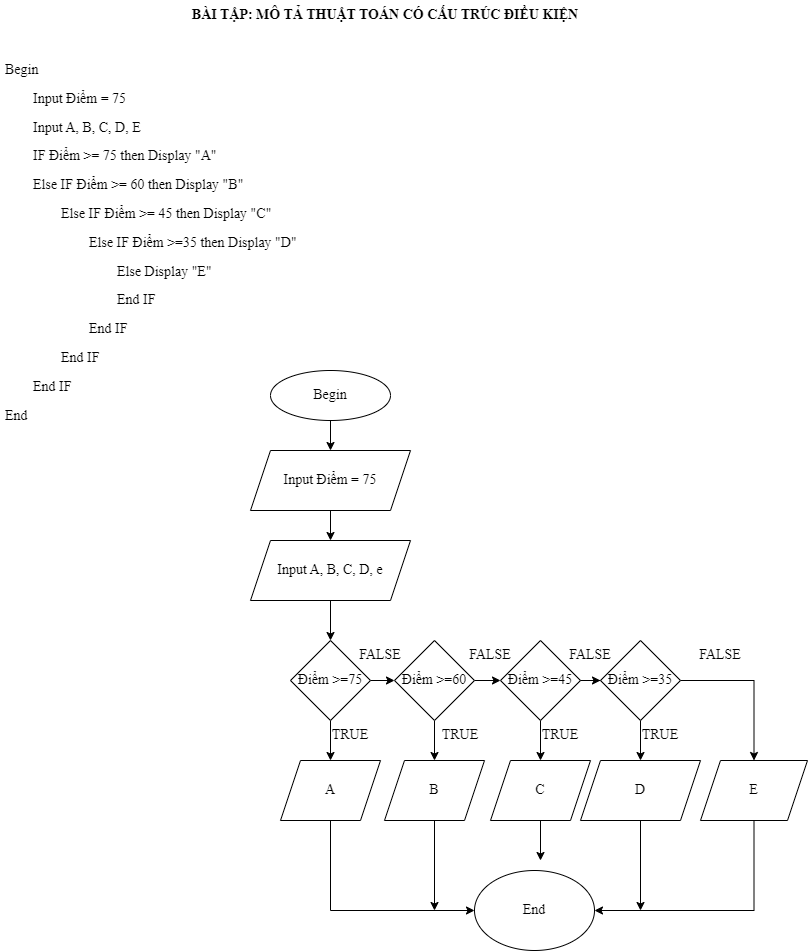 BÀI TẬP: MÔ TẢ THUẬT TOÁN CÓ CẤU TRÚC ĐIỀU KIỆN
Begin
Input Điểm = 75
Input A, B, C, D, E
IF Điểm >= 75 then Display "A"
Else IF Điểm >= 60 then Display "B"
Else IF Điểm >= 45 then Display "C"
Else IF Điểm >=35 then Display "D"
Else Display "E"
End IF
End IF
End IF
End IF
End
Begin
Input Điểm = 75
Input A, B, C, D, e
FALSE
FALSE
FALSE
FALSE
Điểm >=75
Điểm >=60
Điểm >=45
Điểm >=35
TRUE
TRUE
TRUE
TRUE
A
B
C
D
E
End